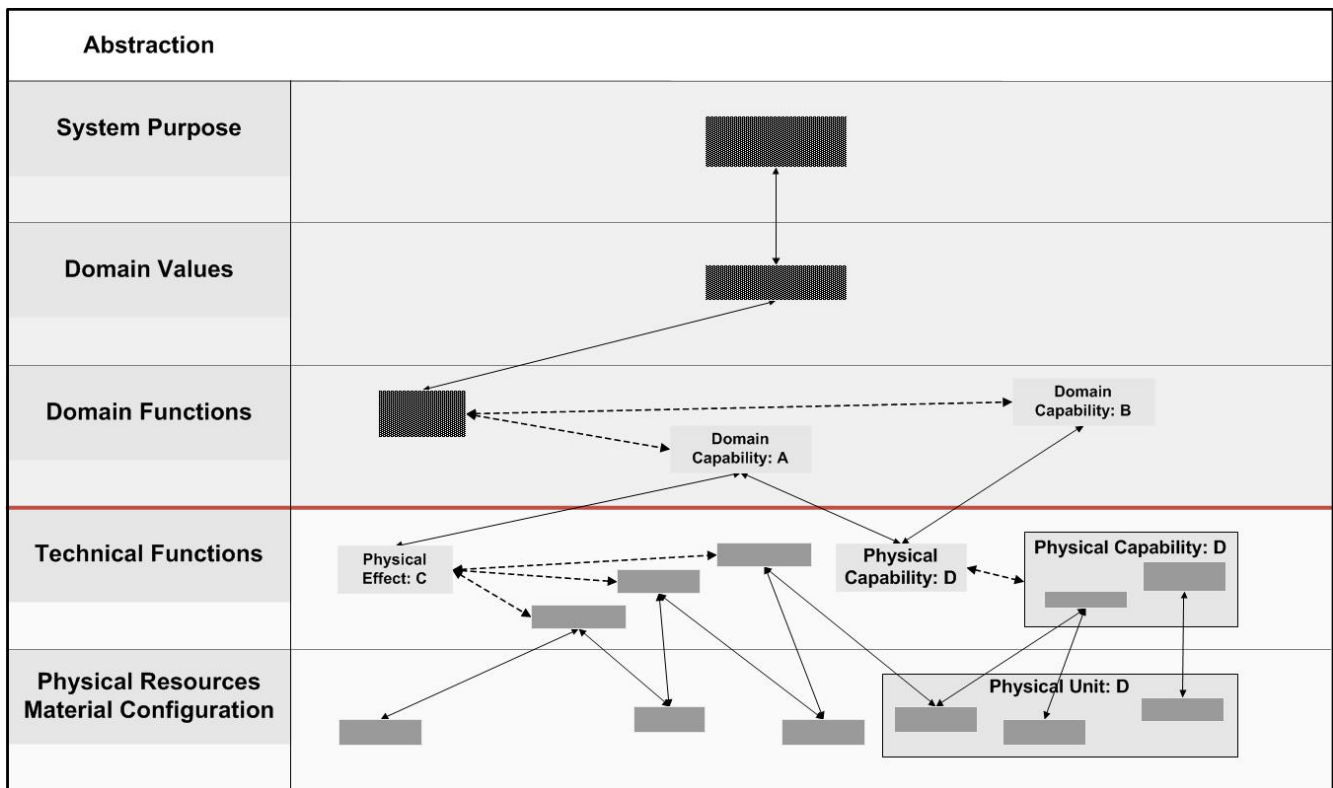 Abstraction
System Purpose
Domain Values
Domain Functions
Domain
Capability: B
Domain
Capability: A
Technical Functions
Physical
Effect: C
Physical
Capability: D
Physical Capability: D
Physical Resources
Material Configuration
Physical Unit: D